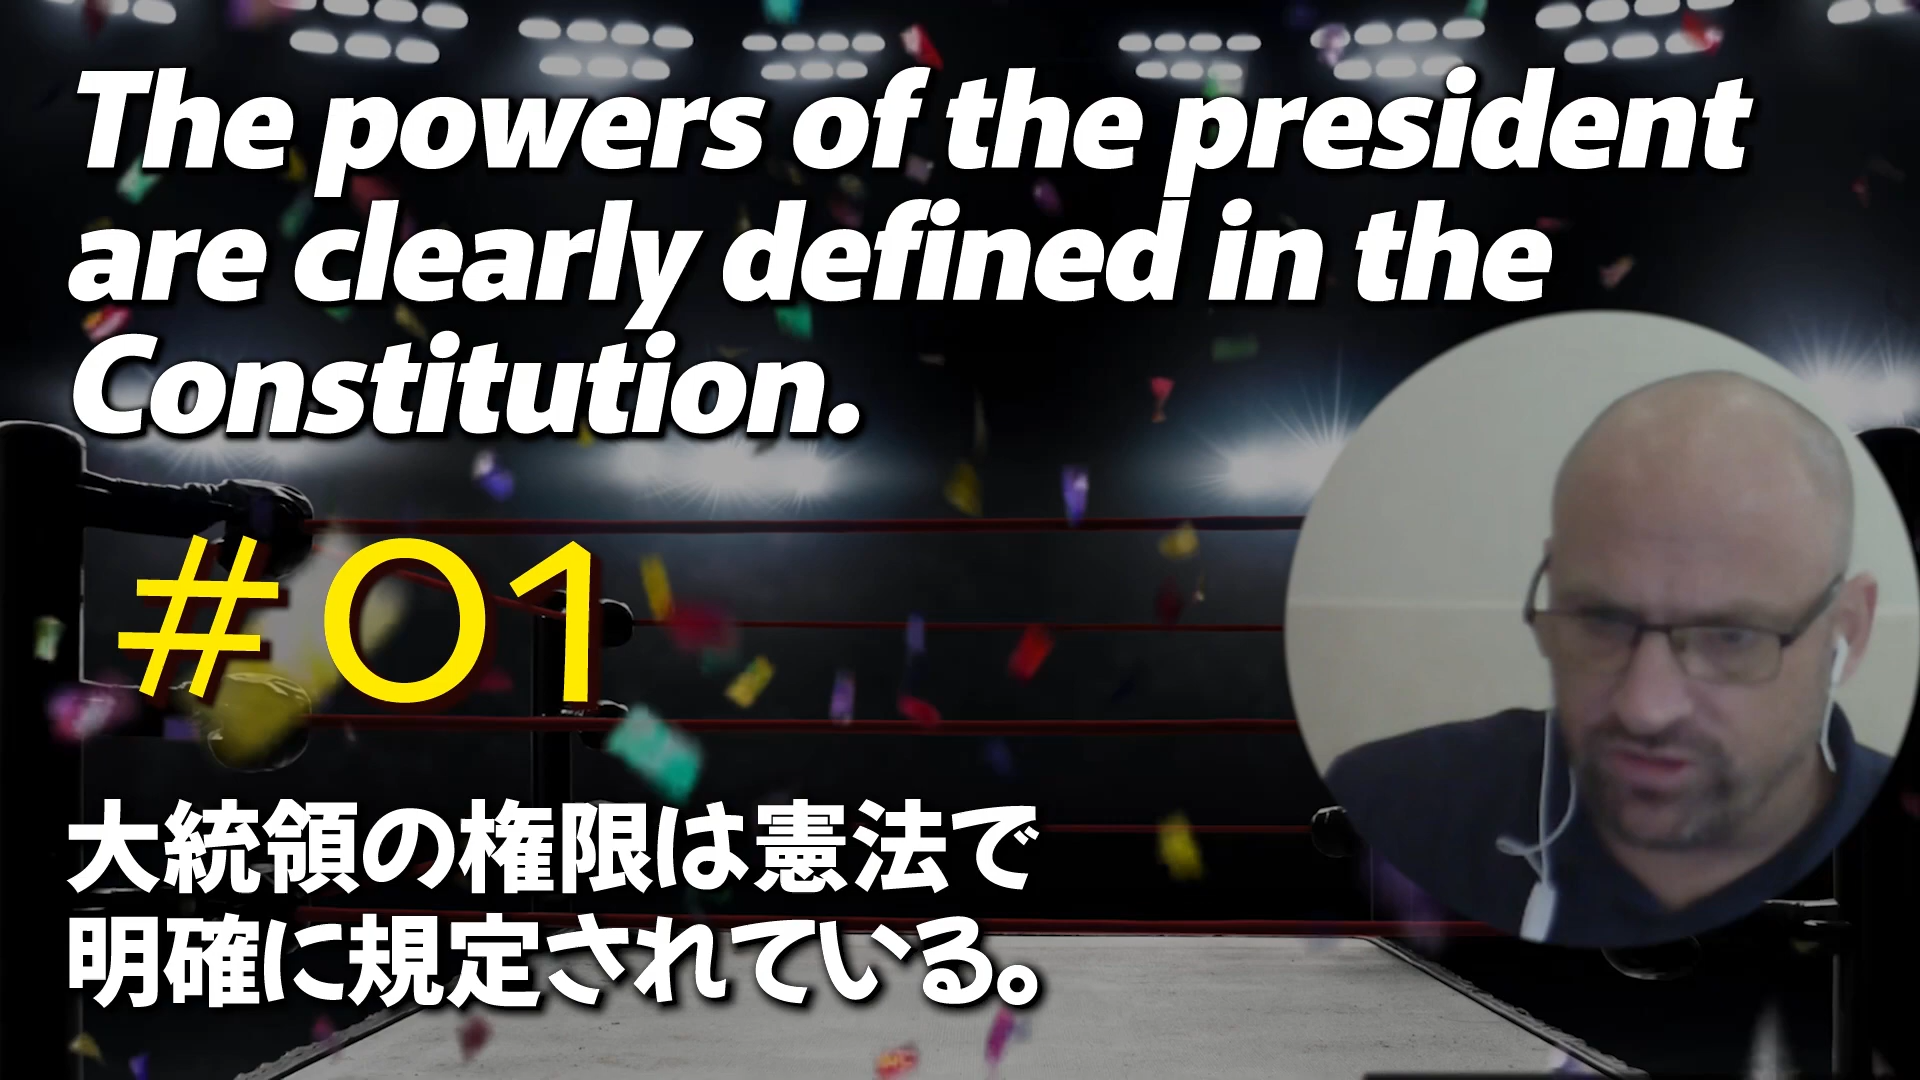 The powers of the president
are clearly defined in the
Constitution.
#01
大統領の権限は憲法で
明確に規定されている。